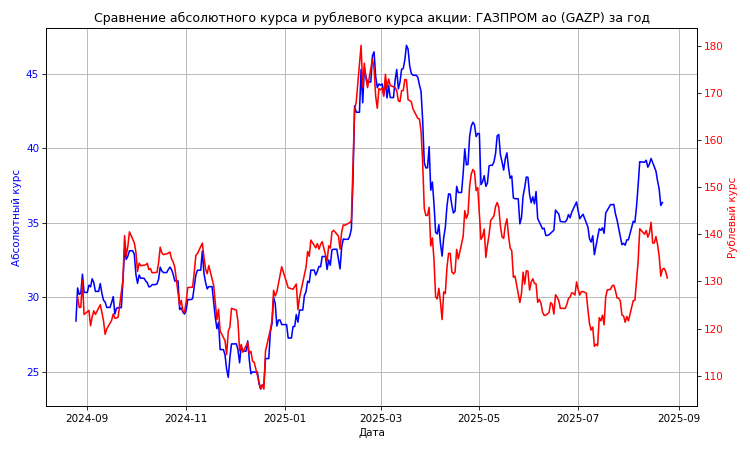 Сравнение абсолютного курса и рублевого курса акции: ГАЗПРОМ ао (GAZP) за год
180
45
170
160
40
150
35
140
30
130
120
25
110
Абсолютный курс
Рублевый курс
2024-09 2024-11 2025-01 2025-03 2025-05 2025-07 2025-09
Дата